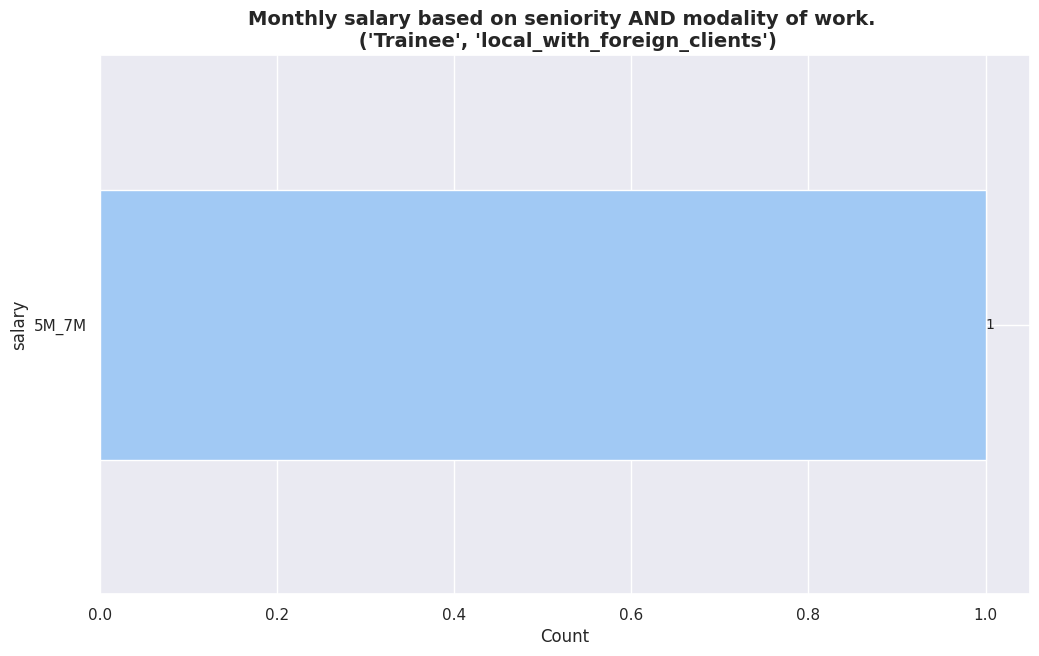 Monthly salary based on seniority AND modality of work.
('Trainee', 'local_with_foreign_clients')
salary
5M_7M
1
0.0 0.2 0.4 0.6 0.8 1.0
Count